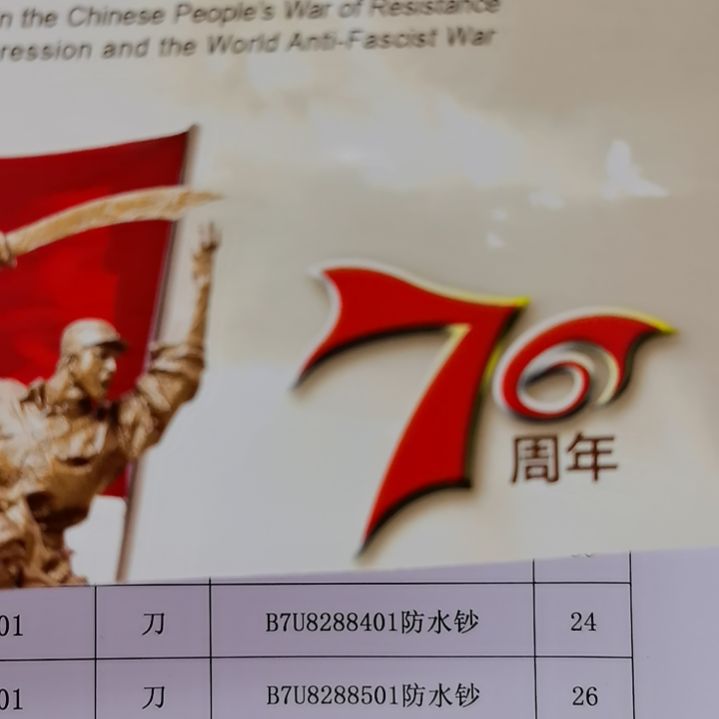 n the Chinese People's War of Resistance
ression and the World Anti-Fascist War
70
周年
01 刀 B7U8288401防水钞 24
01 刀 B7U8288501防水钞 26